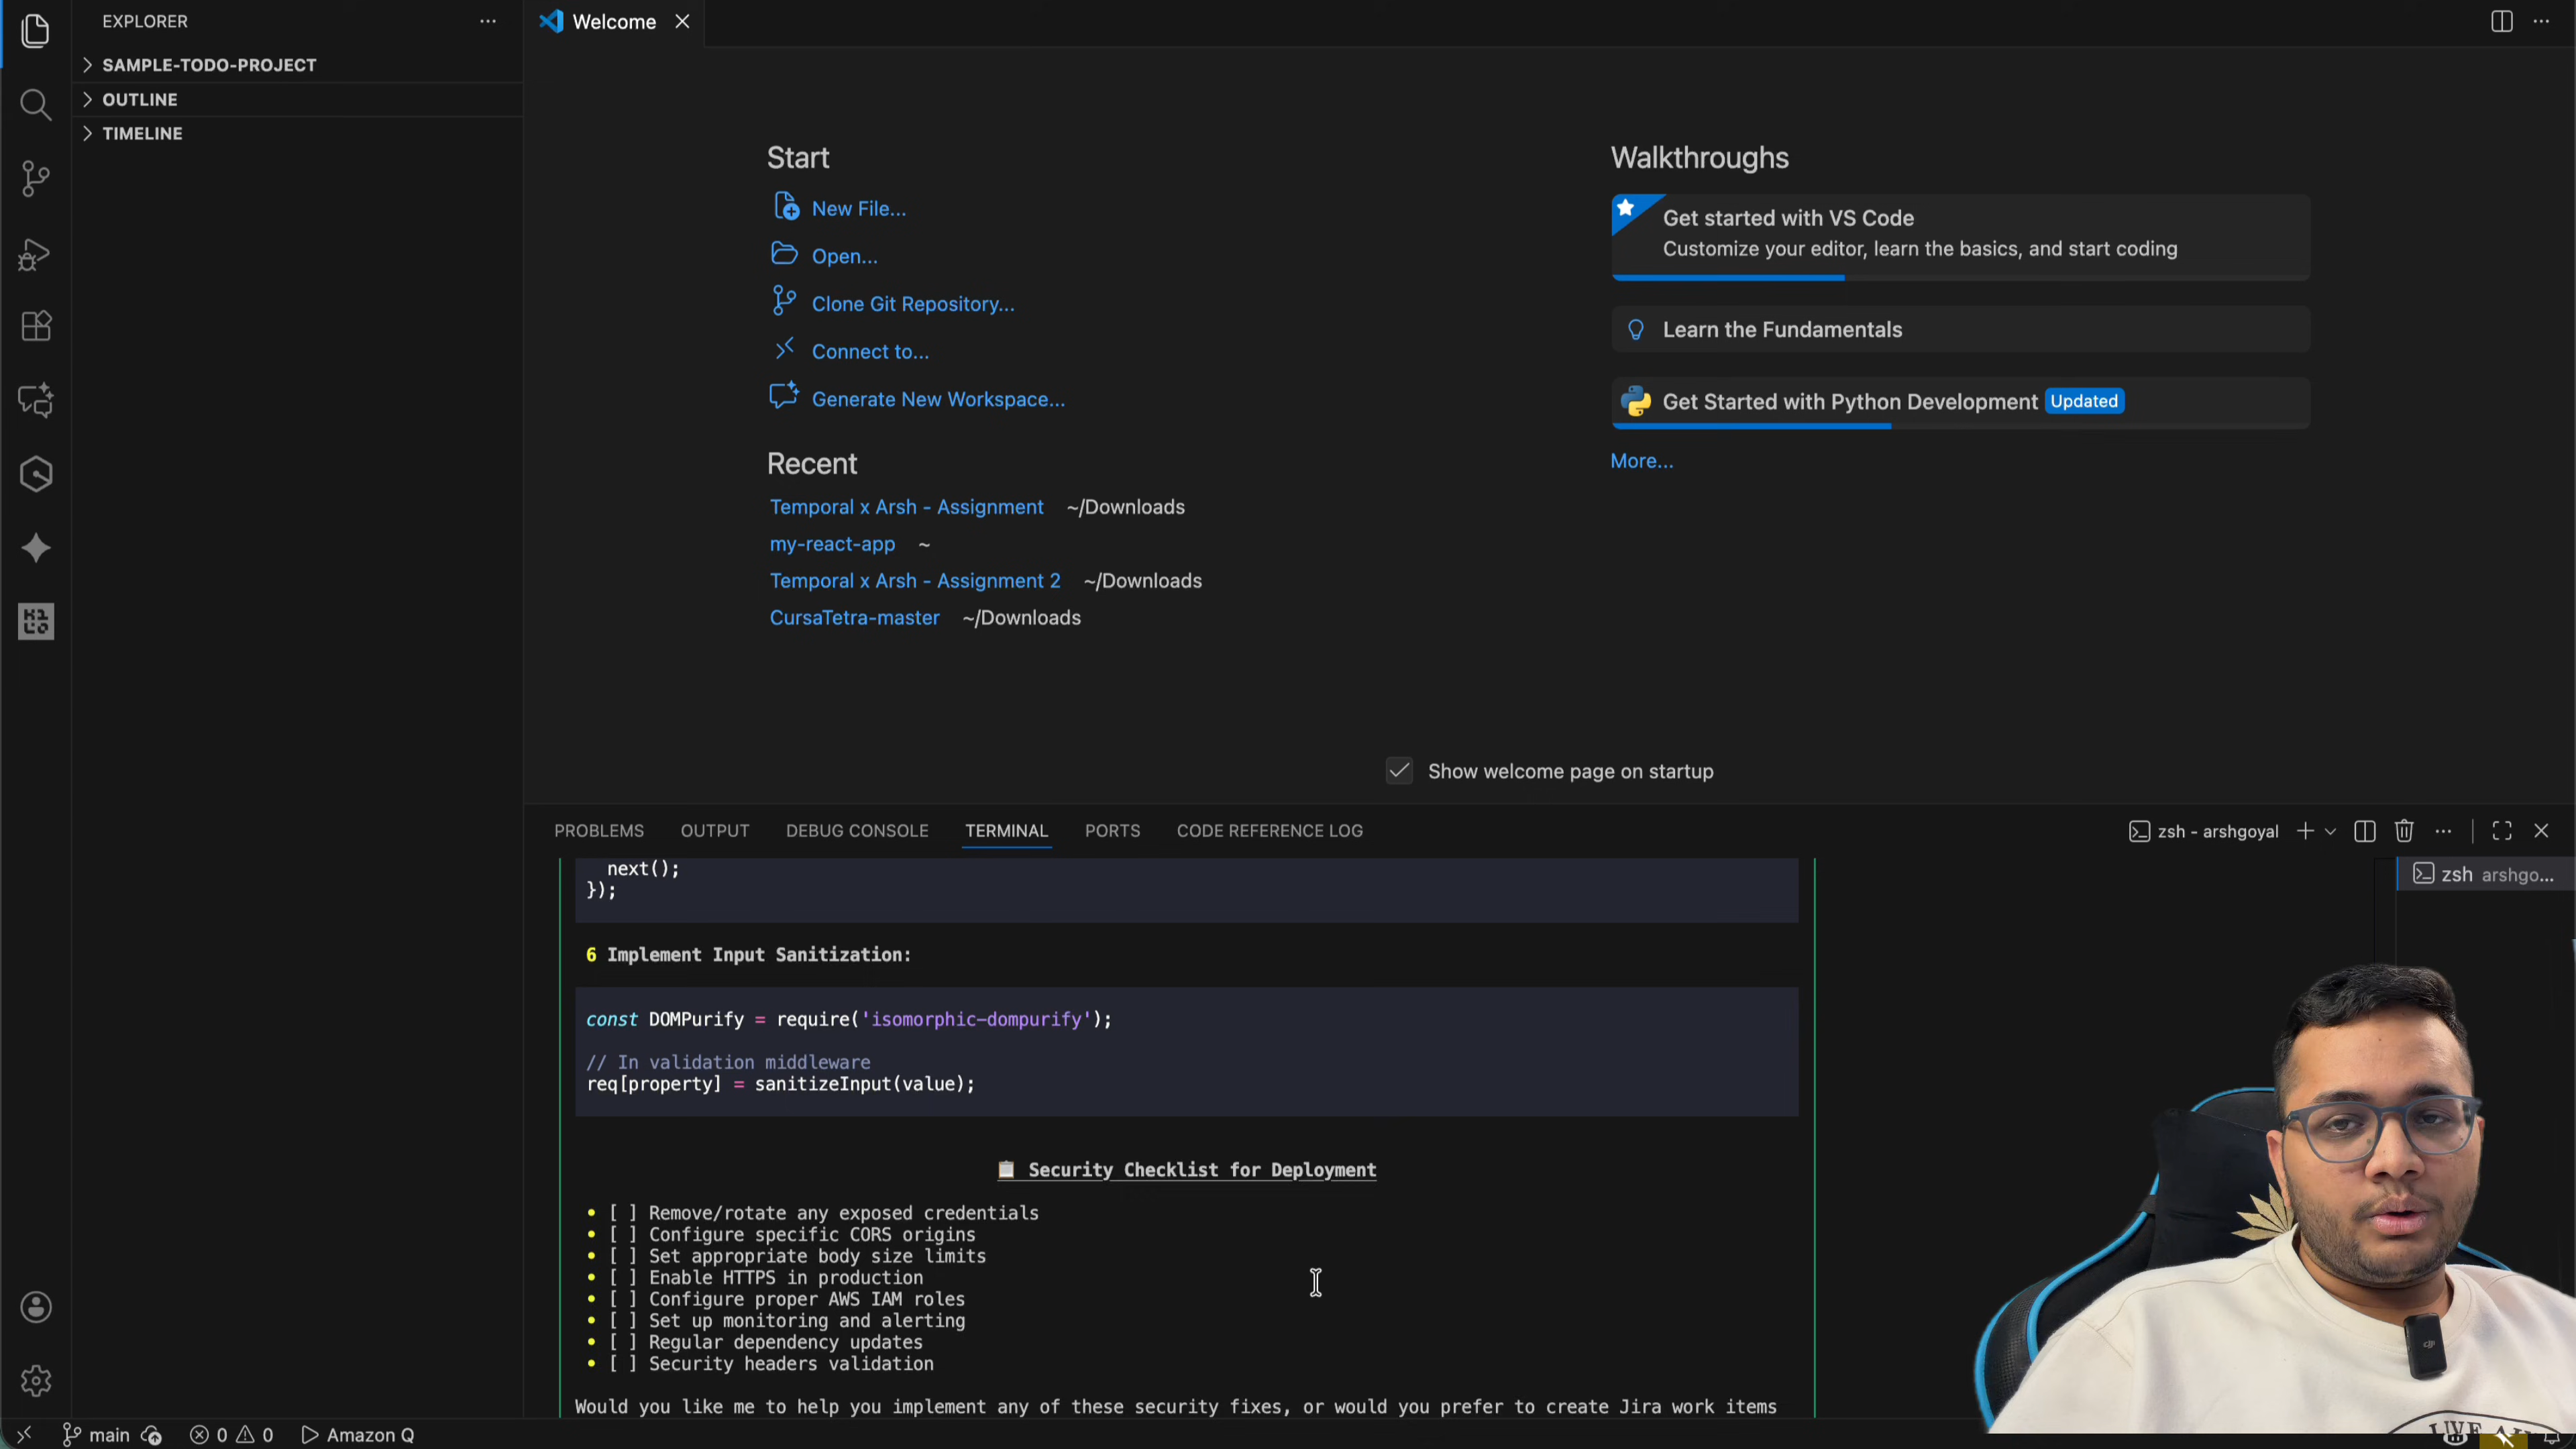 EXPLORER
SAMPLE-TODO-PROJECT
OUTLINE
TIMELINE
Welcome
Start
New File...
Open...
Clone Git Repository...
Connect to...
Generate New Workspace...
Recent
Temporal x Arsh - Assignment ~/Downloads
my-react-app ~
Temporal x Arsh - Assignment 2 ~/Downloads
CursaTetra-master ~/Downloads
Walkthroughs
Get started with VS Code
Customize your editor, learn the basics, and start coding
Learn the Fundamentals
Get Started with Python Development Updated
More...
Show welcome page on startup
PROBLEMS OUTPUT DEBUG CONSOLE TERMINAL PORTS CODE REFERENCE LOG
zsh - arshgoyal
zsh arshgo...
next();
});
6 Implement Input Sanitization:
const DOMPurify = require('isomorphic-dompurify');
// In validation middleware
req[property] = sanitizeInput(value);
📋 Security Checklist for Deployment
• [ ] Remove/rotate any exposed credentials
• [ ] Configure specific CORS origins
• [ ] Set appropriate body size limits
• [ ] Enable HTTPS in production
• [ ] Configure proper AWS IAM roles
• [ ] Set up monitoring and alerting
• [ ] Regular dependency updates
• [ ] Security headers validation
Would you like me to help you implement any of these security fixes, or would you prefer to create Jira work items
main 0 0 Amazon Q